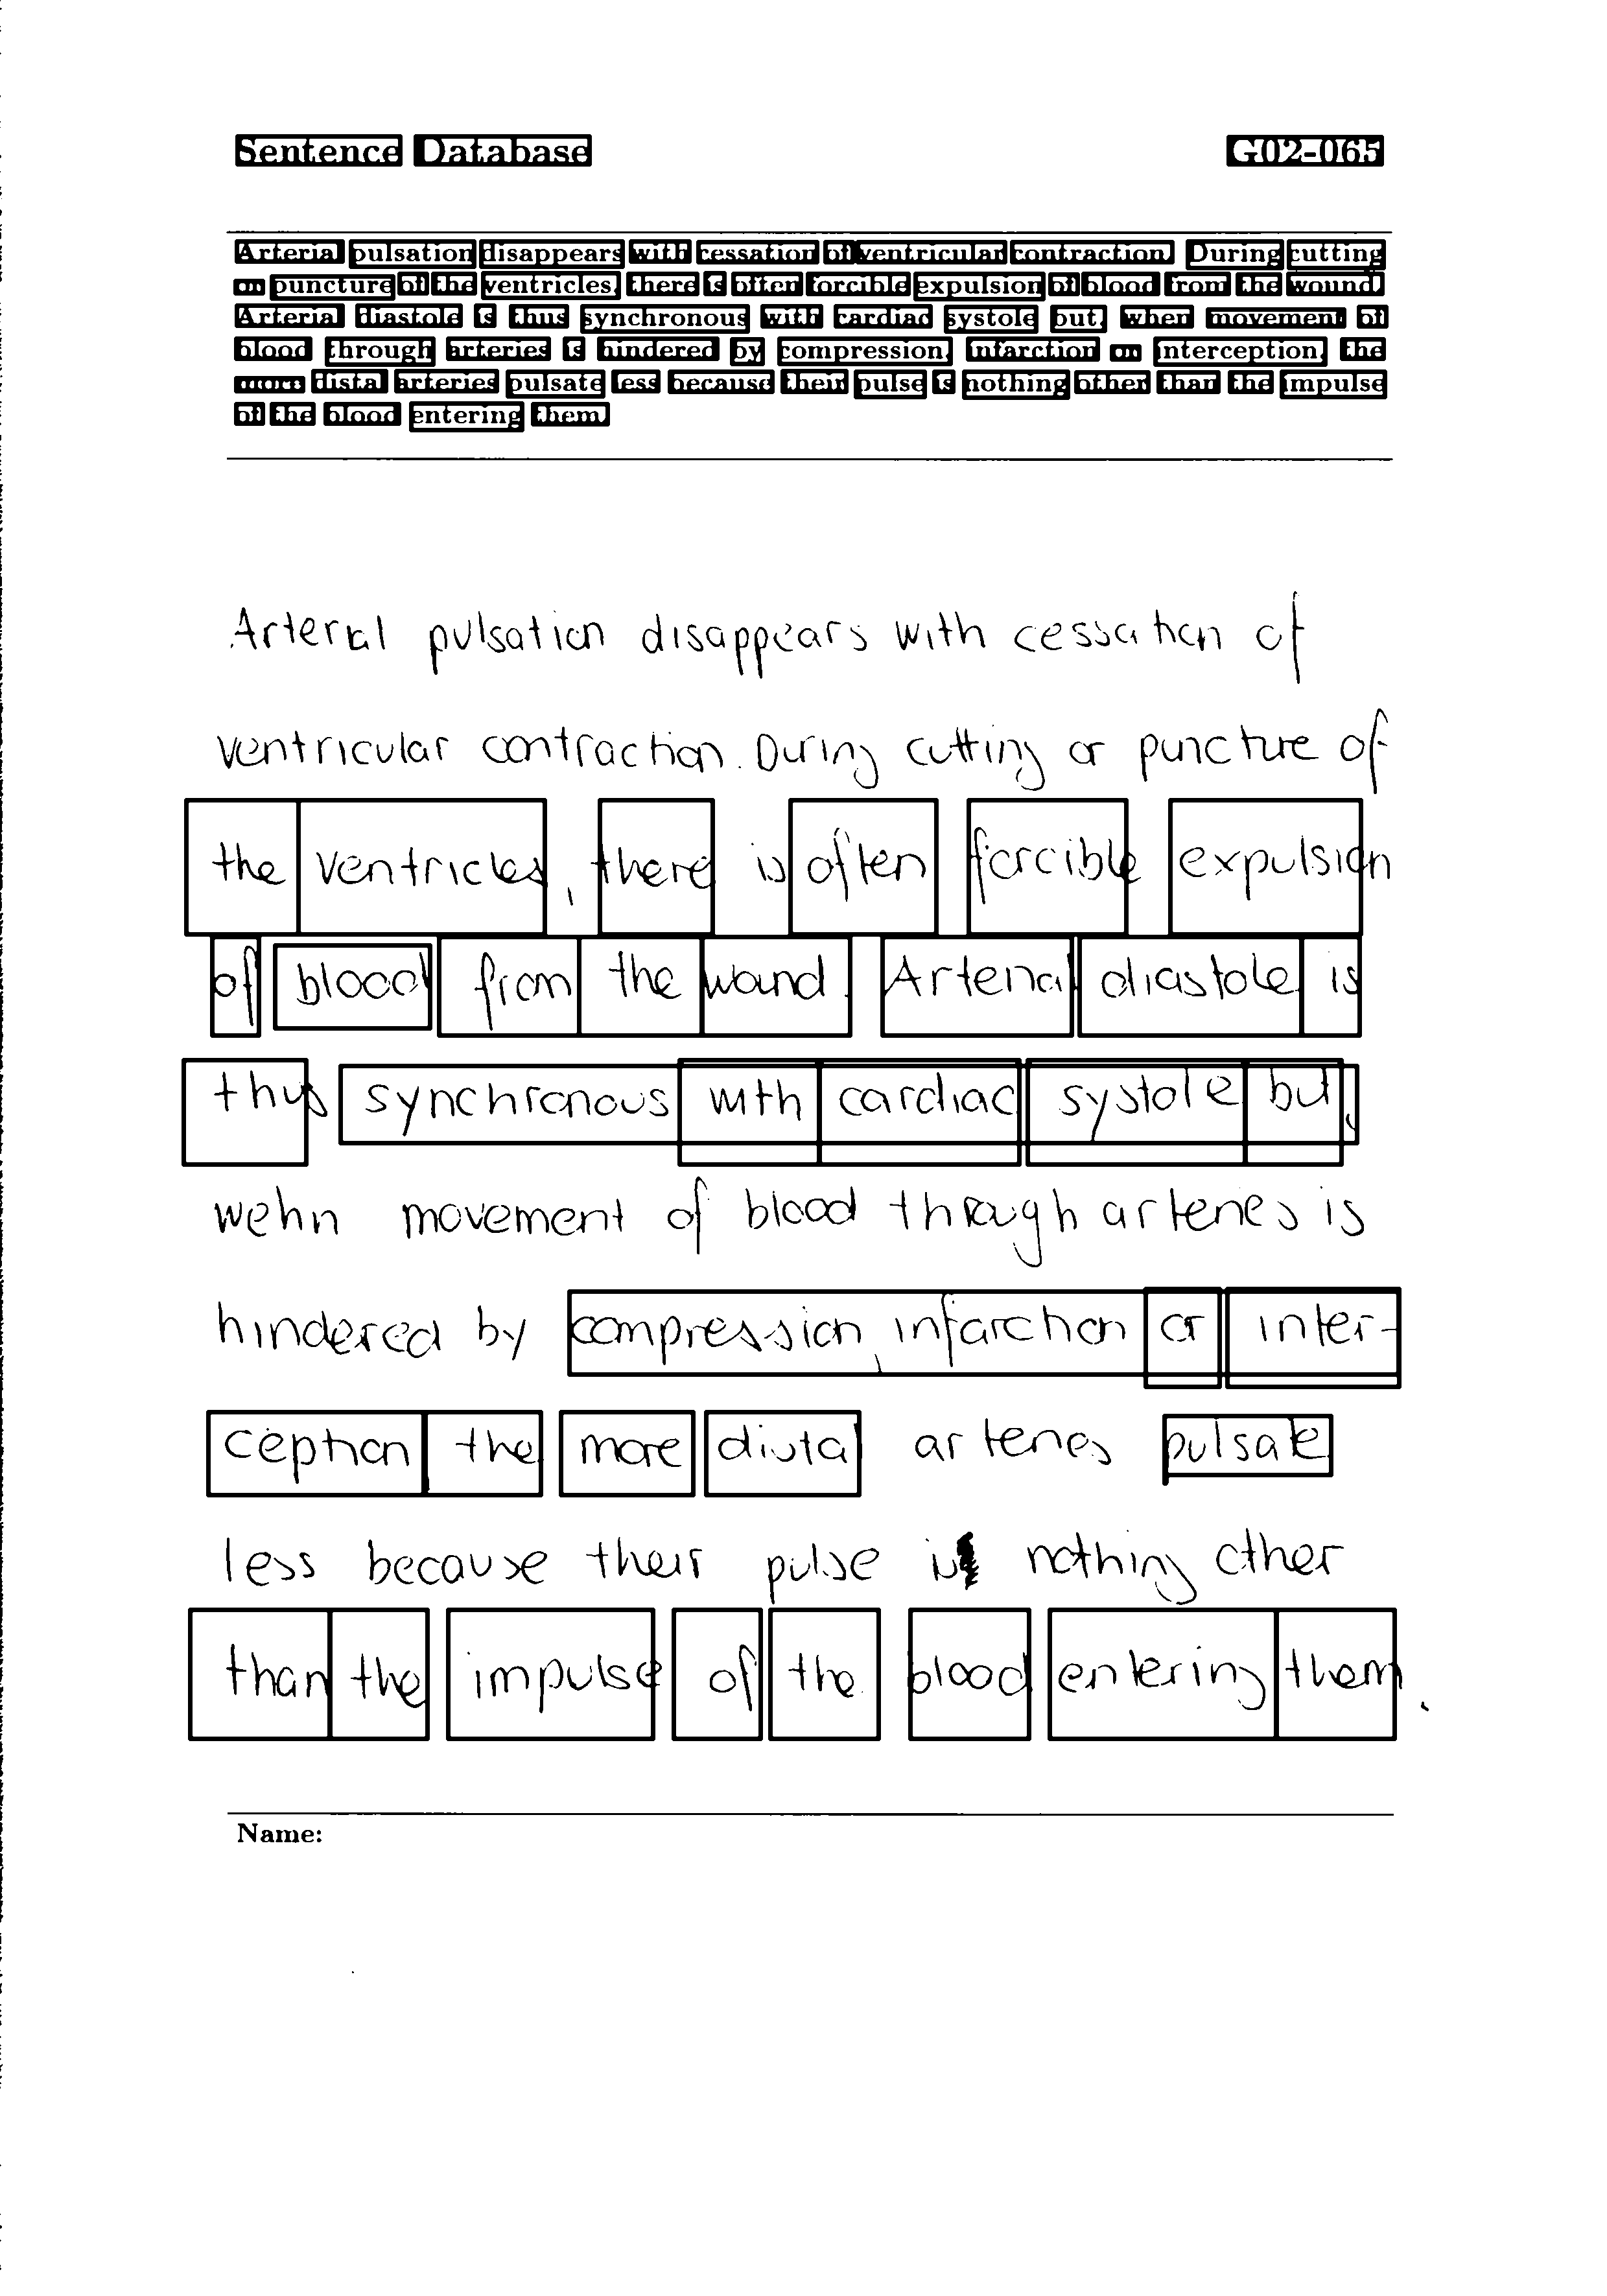 Sentence Database G02-065
Arterial pulsation disappears with cessation of ventricular contraction. During cutting
or puncture of the ventricles, there is often forcible expulsion of blood from the wound.
Arterial diastole is thus synchronous with cardiac systole but, when movement of
blood through arteries is hindered by compression, infarction or interception, the
more distal arteries pulsate less because their pulse is nothing other than the impulse
of the blood entering them.
Arterial pulsation disappears with cessation of
ventricular contraction. During cutting or puncture of
the ventricles, there is often forcible expulsion
of blood from the wound. Arterial diastole is
thus synchronous with cardiac systole but,
wehn movement of blood through arteries is
hindered by compression, infarction or inter-
ception the more distal arteries pulsate
less because their pulse is nothing other
than the impulse of the blood entering them.
Name: